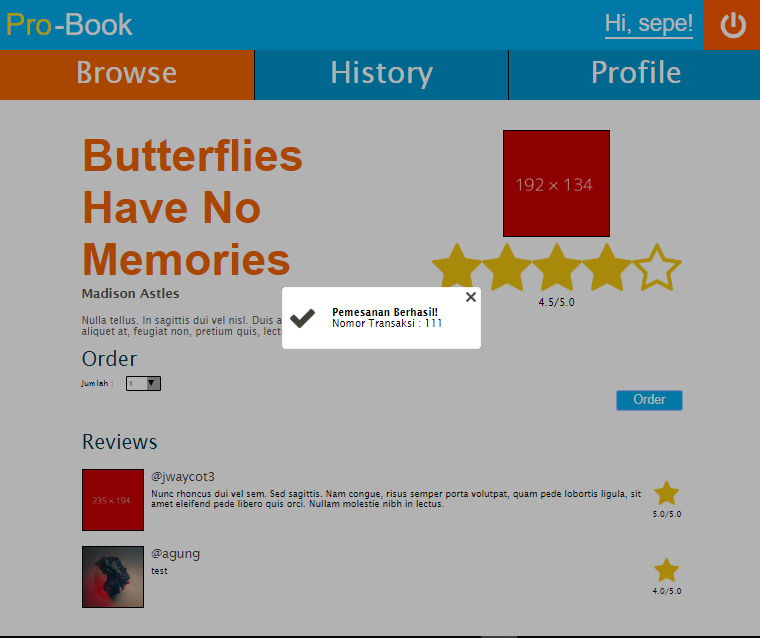 Pro-Book
Hi, sepe!
Browse
History
Profile
Butterflies
Have No
Memories
192 × 134
Madison Astles
4.5/5.0
Nulla tellus. In sagittis dui vel nisl. Duis a
aliquet at, feugiat non, pretium quis, lect
Pemesanan Berhasil!
Nomor Transaksi : 111
Order
Jumlah :
1
Order
Reviews
235 × 194
@jwaycot3
Nunc rhoncus dui vel sem. Sed sagittis. Nam congue, risus semper porta volutpat, quam pede lobortis ligula, sit
amet eleifend pede libero quis orci. Nullam molestie nibh in lectus.
5.0/5.0
@agung
test
4.0/5.0